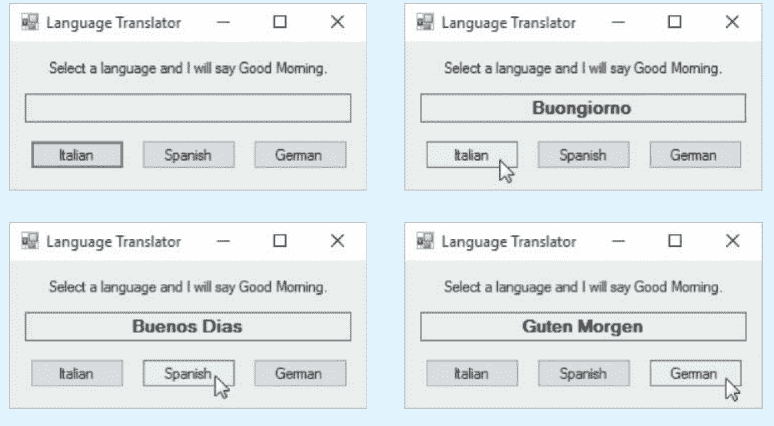 Language Translator
Select a language and I will say Good Morning.
Italian Spanish German
Language Translator
Select a language and I will say Good Morning.
Buongiorno
Italian Spanish German
Language Translator
Select a language and I will say Good Morning.
Buenos Dias
Italian Spanish German
Language Translator
Select a language and I will say Good Morning.
Guten Morgen
Italian Spanish German